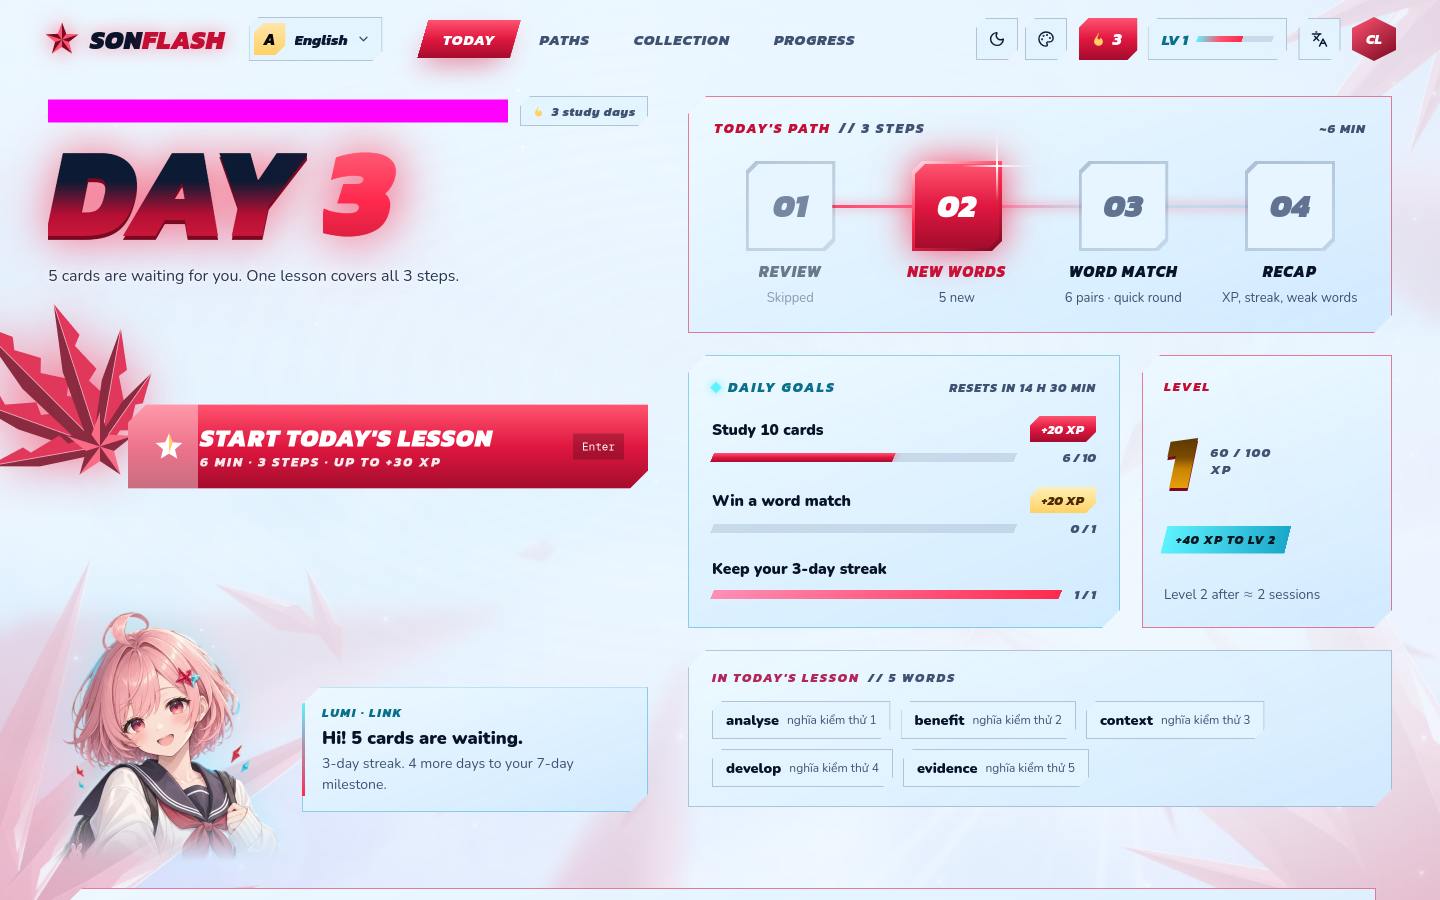 SONFLASH
A English
TODAY
PATHS
COLLECTION
PROGRESS
3
LV 1
CL
3 study days
DAY 3
5 cards are waiting for you. One lesson covers all 3 steps.
START TODAY'S LESSON
6 MIN · 3 STEPS · UP TO +30 XP
Enter
LUMI · LINK
Hi! 5 cards are waiting.
3-day streak. 4 more days to your 7-day
milestone.
TODAY'S PATH // 3 STEPS
~6 MIN
01
02
03
04
REVIEW
NEW WORDS
WORD MATCH
RECAP
Skipped
5 new
6 pairs · quick round
XP, streak, weak words
DAILY GOALS
RESETS IN 14 H 30 MIN
Study 10 cards
+20 XP
6 / 10
Win a word match
+20 XP
0 / 1
Keep your 3-day streak
1 / 1
LEVEL
1
60 / 100
XP
+40 XP TO LV 2
Level 2 after ≈ 2 sessions
IN TODAY'S LESSON // 5 WORDS
analyse nghĩa kiểm thử 1
benefit nghĩa kiểm thử 2
context nghĩa kiểm thử 3
develop nghĩa kiểm thử 4
evidence nghĩa kiểm thử 5